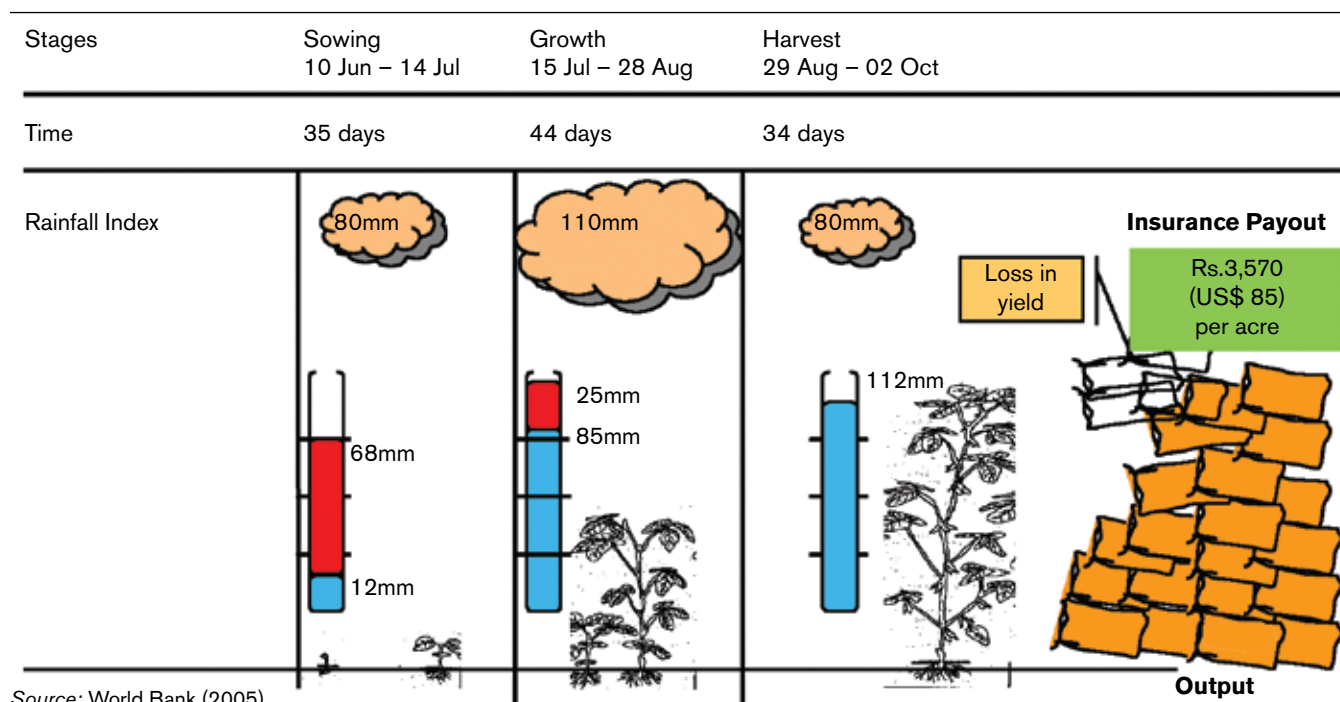 Stages
Sowing
10 Jun – 14 Jul
Growth
15 Jul – 28 Aug
Harvest
29 Aug – 02 Oct
Time
35 days
44 days
34 days
Rainfall Index
80mm
110mm
80mm
Insurance Payout
Rs.3,570
(US$ 85)
per acre
Loss in
yield
68mm
12mm
25mm
85mm
112mm
Output
Source: World Bank (2005)